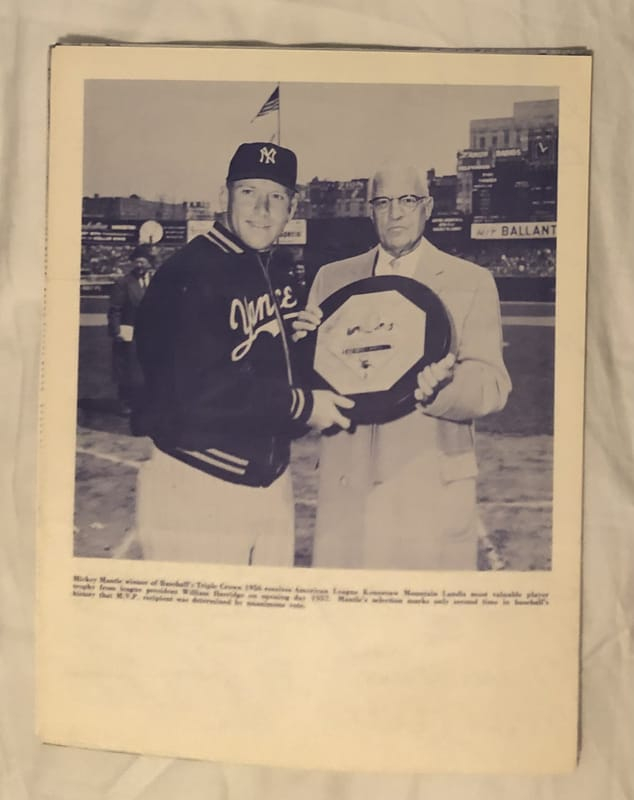 NY
Yankee
BALLANT
Mickey Mantle winner of Baseball's Triple Crown 1956 receives American League Kenesaw Mountain Landis most valuable player
trophy from league president William Harridge on opening day 1957. Mantle's selection marks only second time in baseball's
history that M.V.P. recipient was determined by unanimous vote.